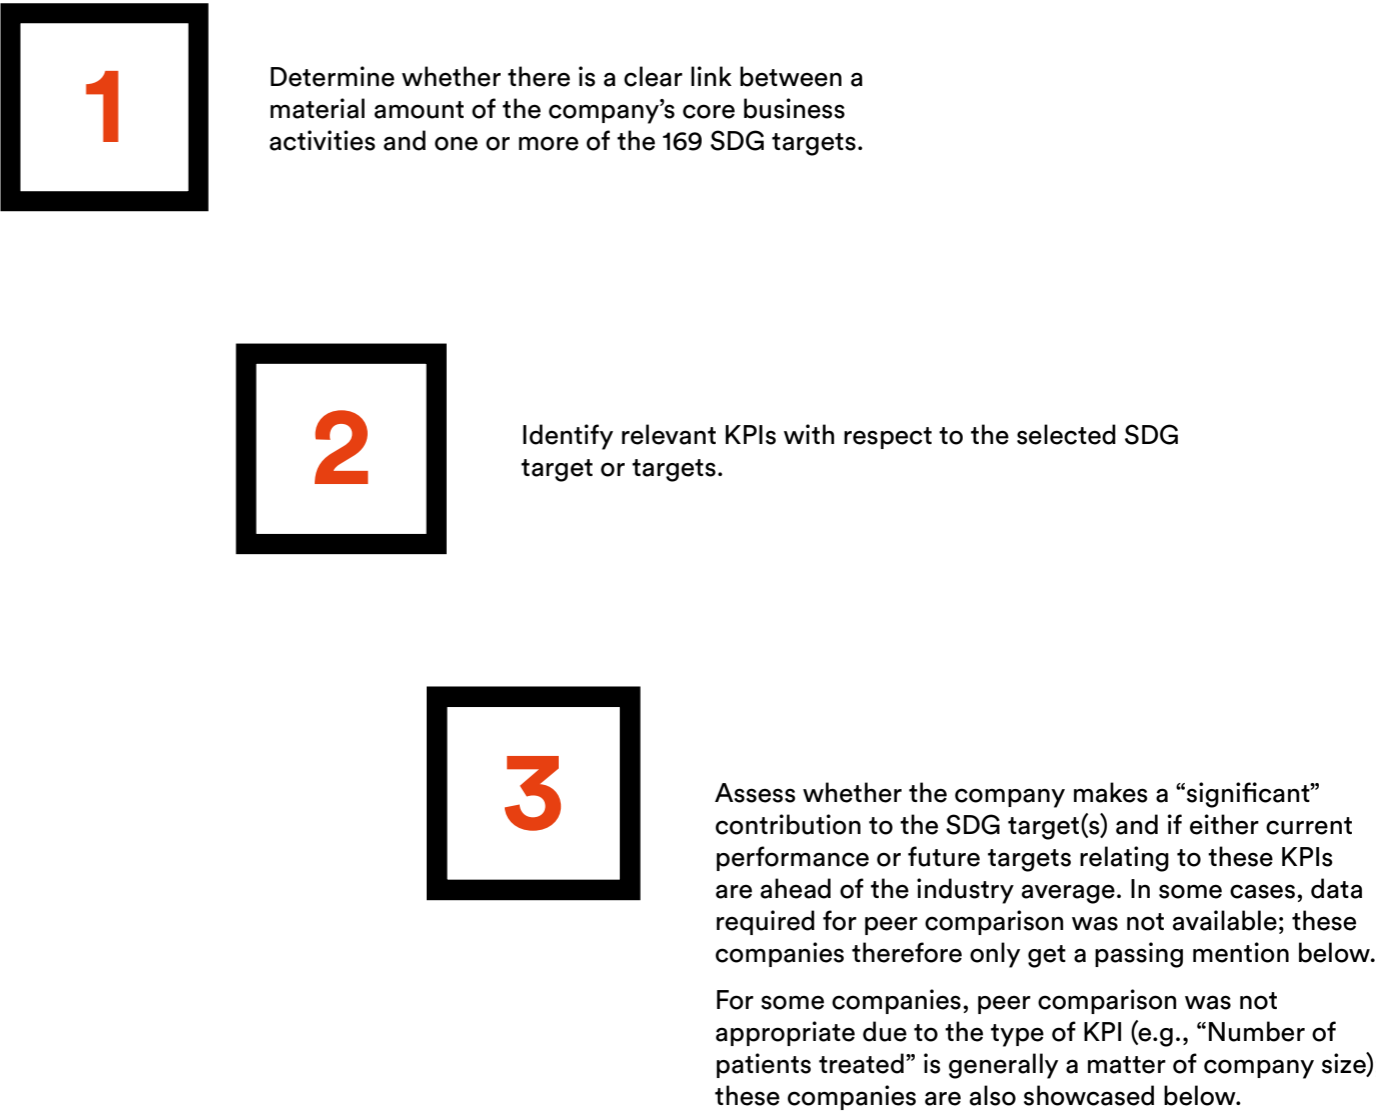 1
Determine whether there is a clear link between a
material amount of the company’s core business
activities and one or more of the 169 SDG targets.
2
Identify relevant KPIs with respect to the selected SDG
target or targets.
3
Assess whether the company makes a “significant”
contribution to the SDG target(s) and if either current
performance or future targets relating to these KPIs
are ahead of the industry average. In some cases, data
required for peer comparison was not available; these
companies therefore only get a passing mention below.
For some companies, peer comparison was not
appropriate due to the type of KPI (e.g., “Number of
patients treated” is generally a matter of company size)
these companies are also showcased below.